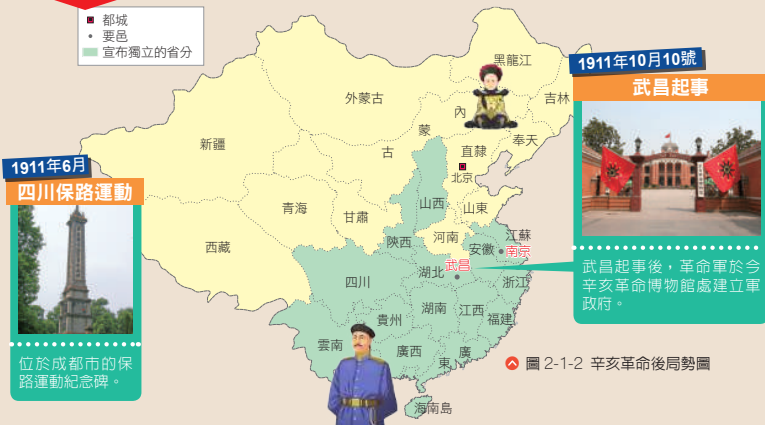 都城
要邑
宣布獨立的省分
1911年6月
四川保路運動
位於成都市的保
路運動紀念碑。
1911年10月10號
武昌起事
武昌起事後，革命軍於今
辛亥革命博物館處建立軍
政府。
黑龍江
吉林
奉天
內
蒙
古
外蒙古
新疆
直隸
北京
山西
山東
青海
甘肅
西藏
陝西
河南
江蘇
安徽
南京
武昌
湖北
浙江
四川
湖南
江西
貴州
福建
雲南
廣西
廣
東
海南島
圖 2-1-2 辛亥革命後局勢圖